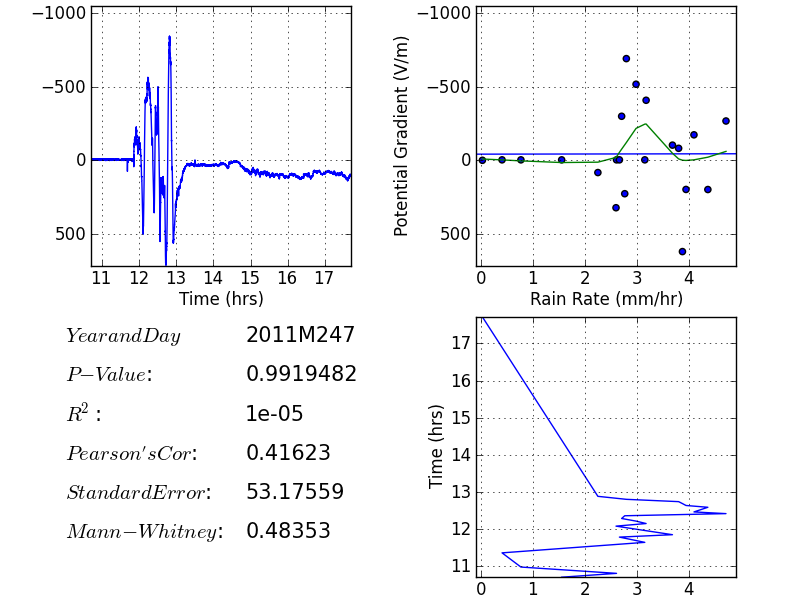 −1000
−500
0
500
11 12 13 14 15 16 17
Time (hrs)
Potential Gradient (V/m)
−1000
−500
0
500
0 1 2 3 4
Rain Rate (mm/hr)
YearandDay 2011M247
P−Value: 0.9919482
R²: 1e-05
Pearson'sCor: 0.41623
StandardError: 53.17559
Mann−Whitney: 0.48353
Time (hrs)
17
16
15
14
13
12
11
0 1 2 3 4